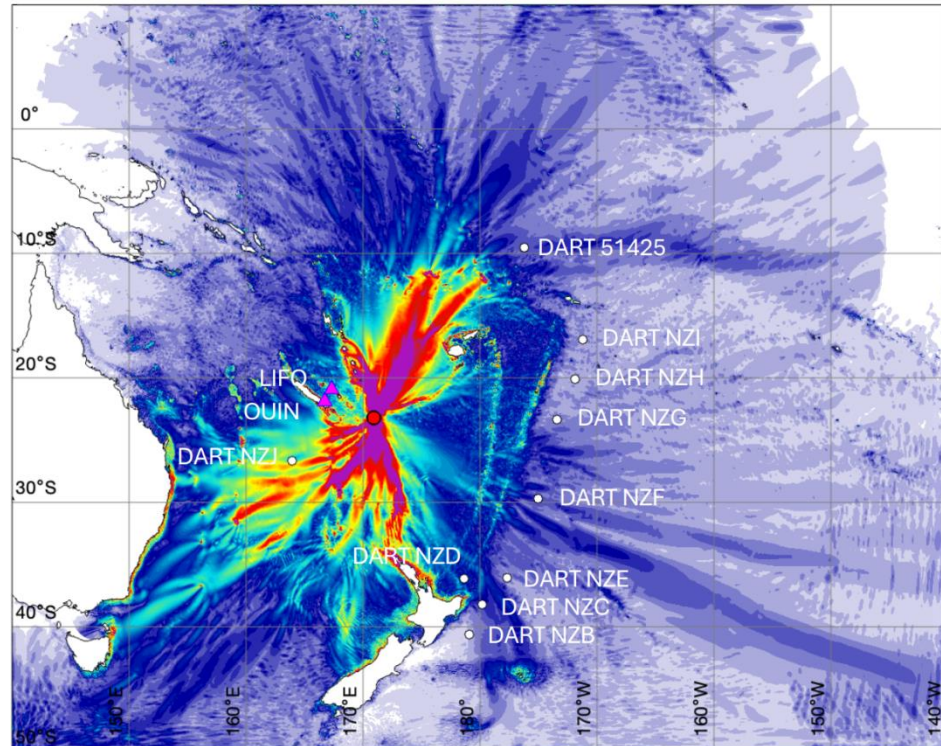 0°
10°S
DART 51425
DART NZI
20°S
LIFO
DART NZH
OUIN
DART NZG
DART NZJ
30°S
DART NZF
DART NZD
DART NZE
DART NZC
40°S
DART NZB
50°S
150°E
160°E
170°E
180°
170°W
160°W
150°W
140°W